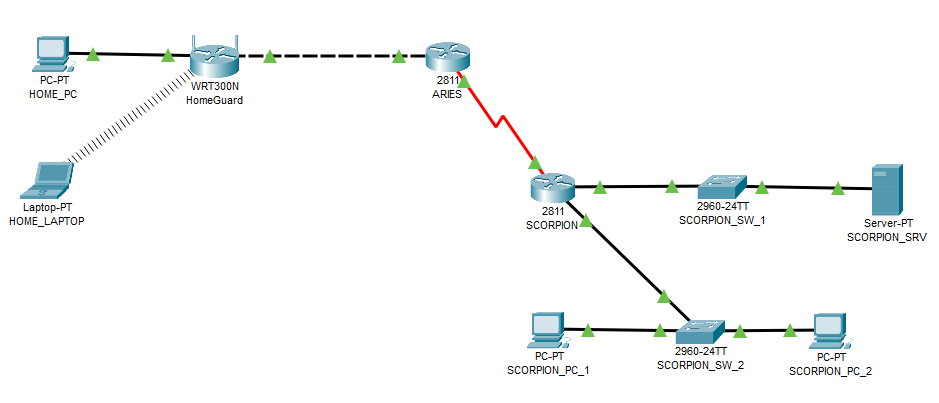 PC-PT
HOME_PC
WRT300N
HomeGuard
2811
ARIES
Laptop-PT
HOME_LAPTOP
2811
SCORPION
2960-24TT
SCORPION_SW_1
Server-PT
SCORPION_SRV
PC-PT
SCORPION_PC_1
2960-24TT
SCORPION_SW_2
PC-PT
SCORPION_PC_2